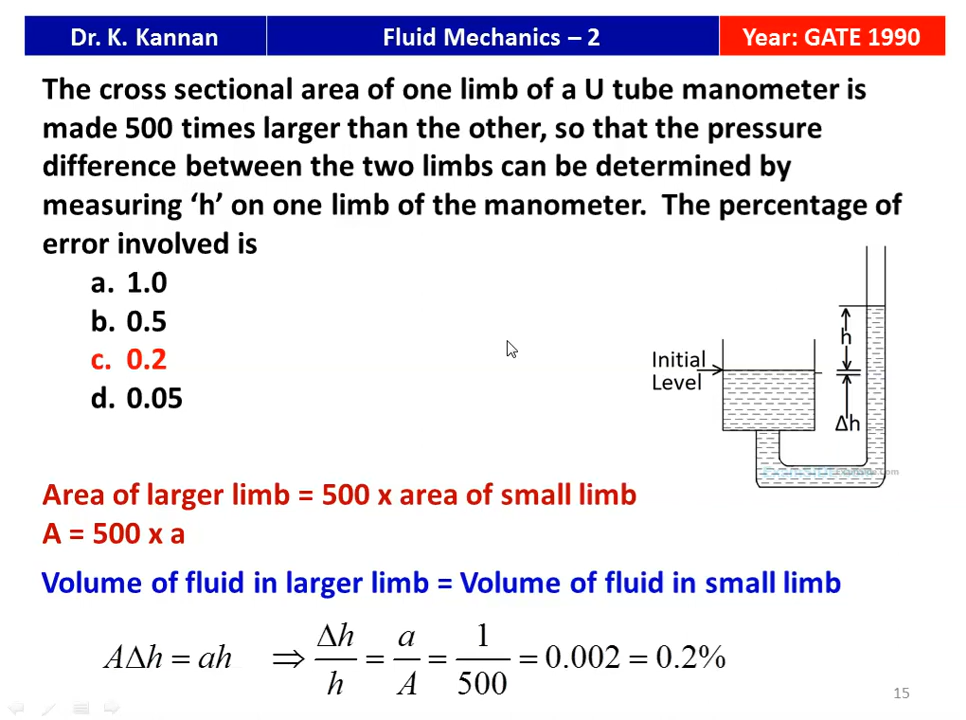 Dr. K. Kannan
Fluid Mechanics – 2
Year: GATE 1990
The cross sectional area of one limb of a U tube manometer is
made 500 times larger than the other, so that the pressure
difference between the two limbs can be determined by
measuring ‘h’ on one limb of the manometer. The percentage of
error involved is
a. 1.0
b. 0.5
c. 0.2
d. 0.05
h
Initial
Level
Δh
Area of larger limb = 500 x area of small limb
A = 500 x a
Volume of fluid in larger limb = Volume of fluid in small limb
AΔh = ah ⇒ Δh/h = a/A = 1/500 = 0.002 = 0.2%
15